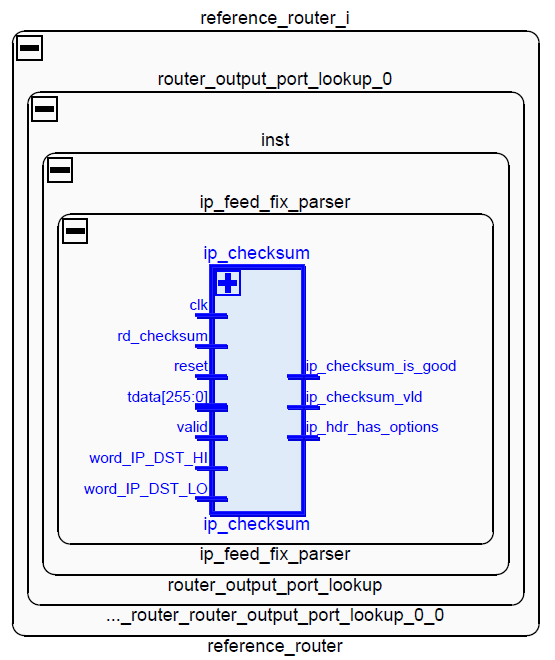 reference_router_i
router_output_port_lookup_0
inst
ip_feed_fix_parser
ip_checksum
clk
rd_checksum
reset
ip_checksum_is_good
tdata[255:0]
ip_checksum_vld
valid
ip_hdr_has_options
word_IP_DST_HI
word_IP_DST_LO
ip_checksum
ip_feed_fix_parser
router_output_port_lookup
..._router_router_output_port_lookup_0_0
reference_router